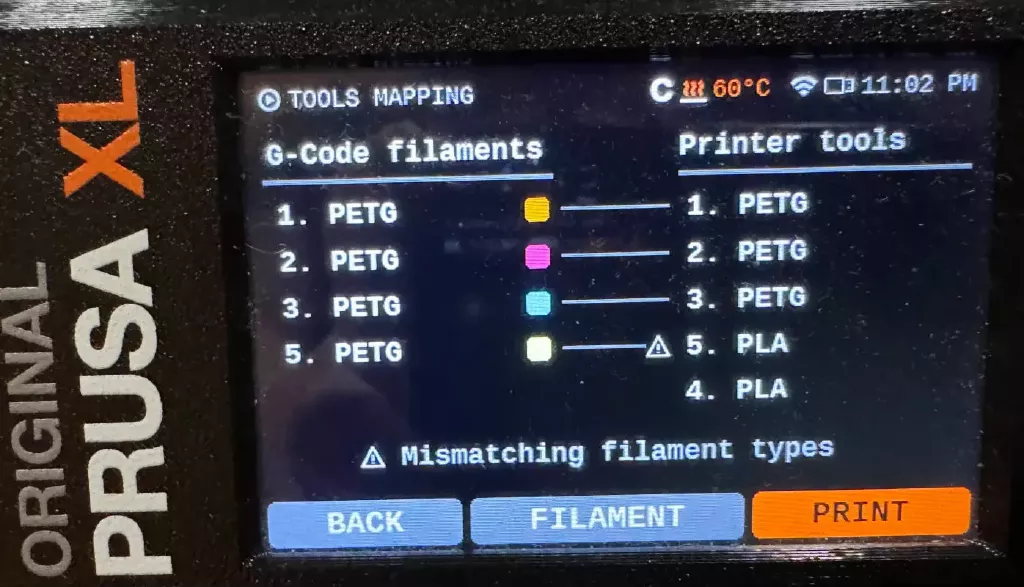 ORIGINAL
PRUSA XL
TOOLS MAPPING
C 60°C 11:02 PM
G-Code filaments
Printer tools
1. PETG 1. PETG
2. PETG 2. PETG
3. PETG 3. PETG
5. PETG 5. PLA
4. PLA
Mismatching filament types
BACK FILAMENT PRINT